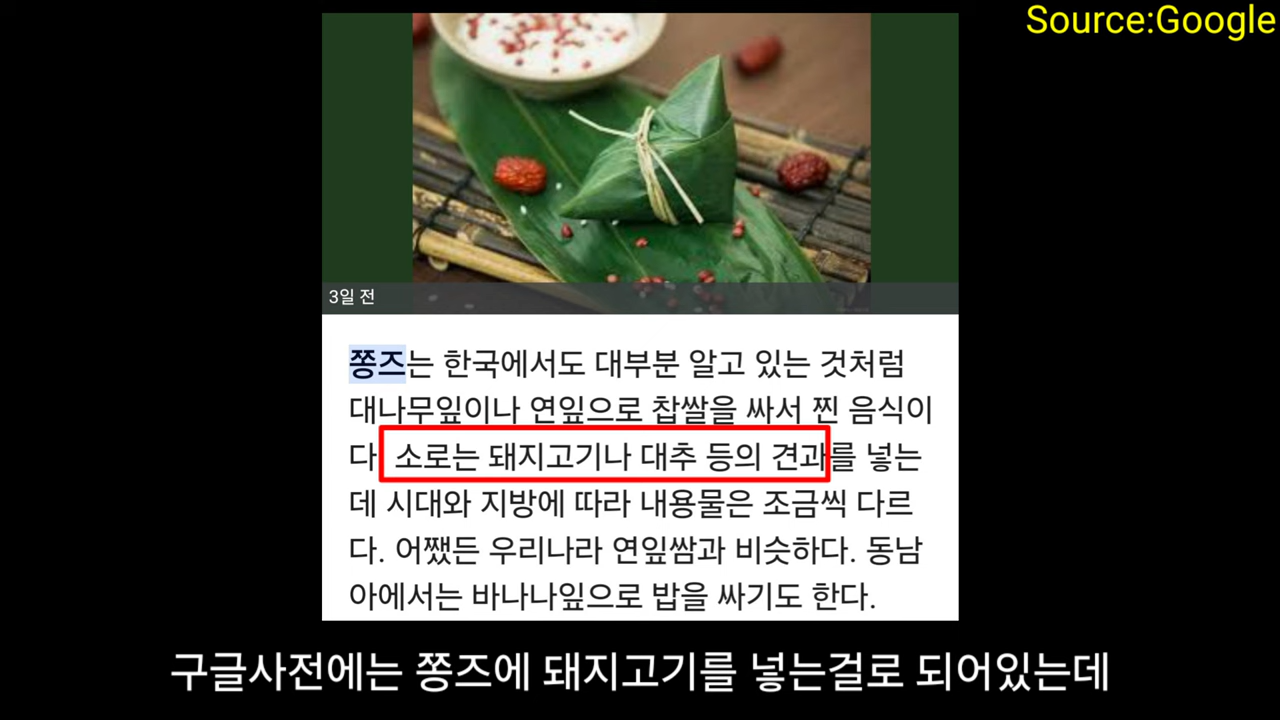 Source:Google
3일 전
쫑즈는 한국에서도 대부분 알고 있는 것처럼
대나무잎이나 연잎으로 찹쌀을 싸서 찐 음식이
다. 소로는 돼지고기나 대추 등의 견과를 넣는
데 시대와 지방에 따라 내용물은 조금씩 다르
다. 어쨌든 우리나라 연잎쌈과 비슷하다. 동남
아에서는 바나나잎으로 밥을 싸기도 한다.
구글사전에는 쫑즈에 돼지고기를 넣는걸로 되어있는데